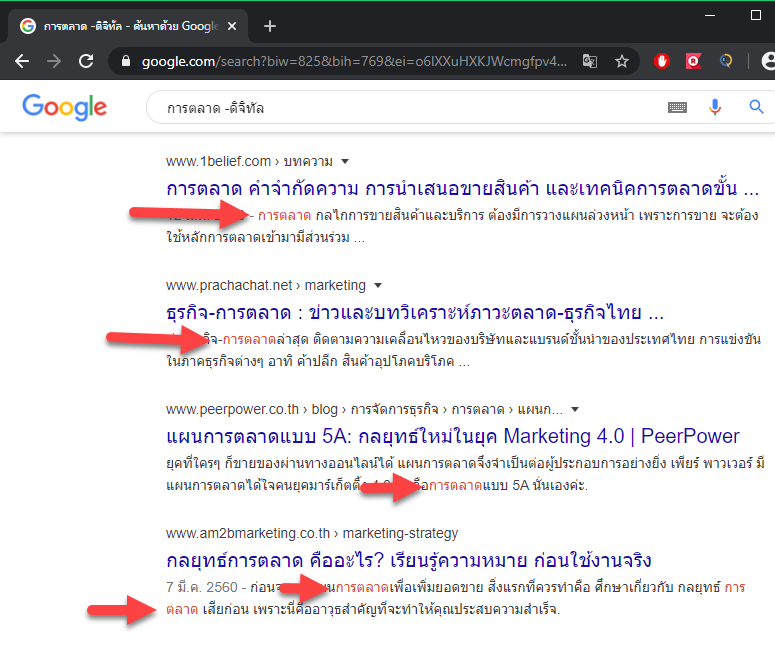 การตลาด -ดิจิทัล - ค้นหาด้วย Google
google.com/search?biw=825&bih=769&ei=o6lXXuHXKJWcmgfpv4...
Google
การตลาด -ดิจิทัล
www.1belief.com › บทความ
การตลาด คําจํากัดความ การนําเสนอขายสินค้า และเทคนิคการตลาดขั้น ...
- การตลาด กลไกการขายสินค้าและบริการ ต้องมีการวางแผนล่วงหน้า เพราะการขาย จะต้อง
ใช้หลักการตลาดเข้ามามีส่วนร่วม ...
www.prachachat.net › marketing
ธุรกิจ-การตลาด : ข่าวและบทวิเคราะห์ภาวะตลาด-ธุรกิจไทย ...
-การตลาดล่าสุด ติดตามความเคลื่อนไหวของบริษัทและแบรนด์ชั้นนำของประเทศไทย การแข่งขัน
ในภาคธุรกิจต่างๆ อาทิ ค้าปลีก สินค้าอุปโภคบริโภค ...
www.peerpower.co.th › blog › การจัดการธุรกิจ › การตลาด › แผนก...
แผนการตลาดแบบ 5A: กลยุทธ์ใหม่ในยุค Marketing 4.0 | PeerPower
ยุคที่ใครๆ ก็ขายของผ่านทางออนไลน์ได้ แผนการตลาดจึงจำเป็นต่อผู้ประกอบการอย่างยิ่ง เพียร์ พาวเวอร์ มี
แผนการตลาดได้ใจคนยุคมาร์เก็ตติ้ง การตลาดแบบ 5A นั่นเองค่ะ.
www.am2bmarketing.co.th › marketing-strategy
กลยุทธ์การตลาด คืออะไร? เรียนรู้ความหมาย ก่อนใช้งานจริง
7 มี.ค. 2560 - การตลาดเพื่อเพิ่มยอดขาย สิ่งแรกที่ควรทำคือ ศึกษาเกี่ยวกับ กลยุทธ์ การ
ตลาด เสียก่อน เพราะนี่คืออาวุธสำคัญที่จะทำให้คุณประสบความสำเร็จ.